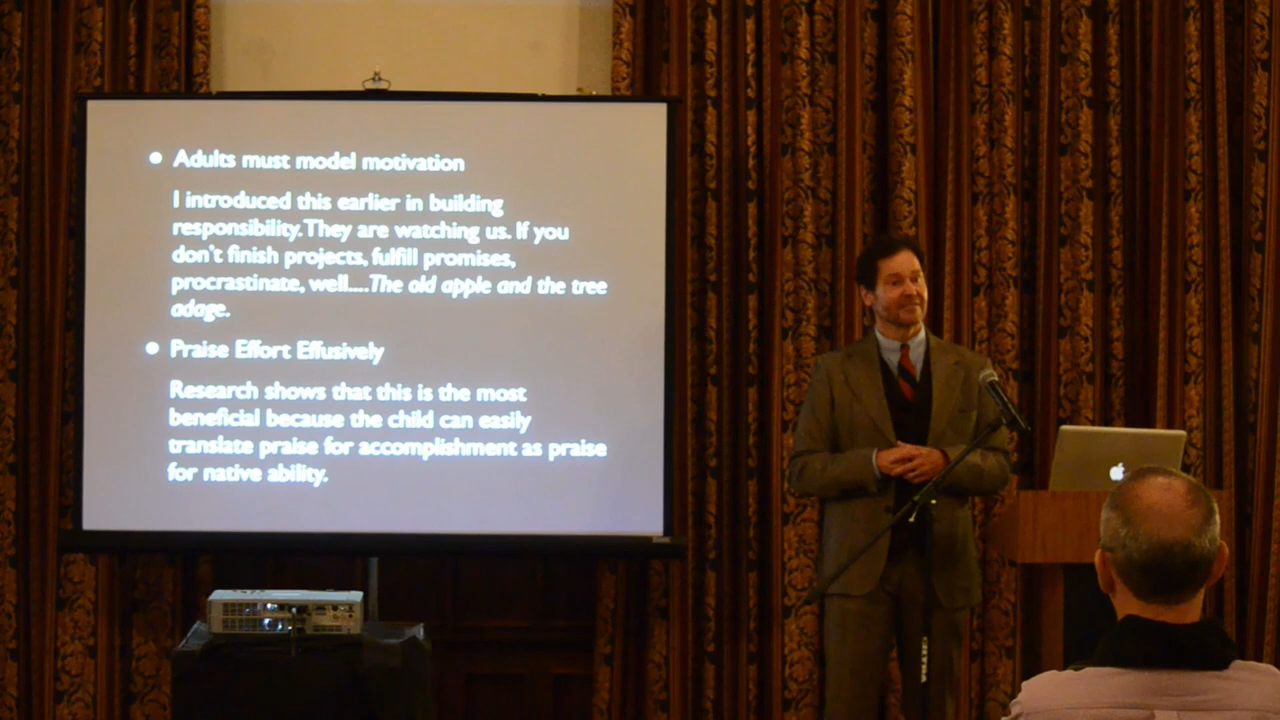 • Adults must model motivation
I introduced this earlier in building
responsibility. They are watching us. If you
don't finish projects, fulfill promises,
procrastinate, well....The old apple and the tree
adage.
• Praise Effort Effusively
Research shows that this is the most
beneficial because the child can easily
translate praise for accomplishment as praise
for native ability.